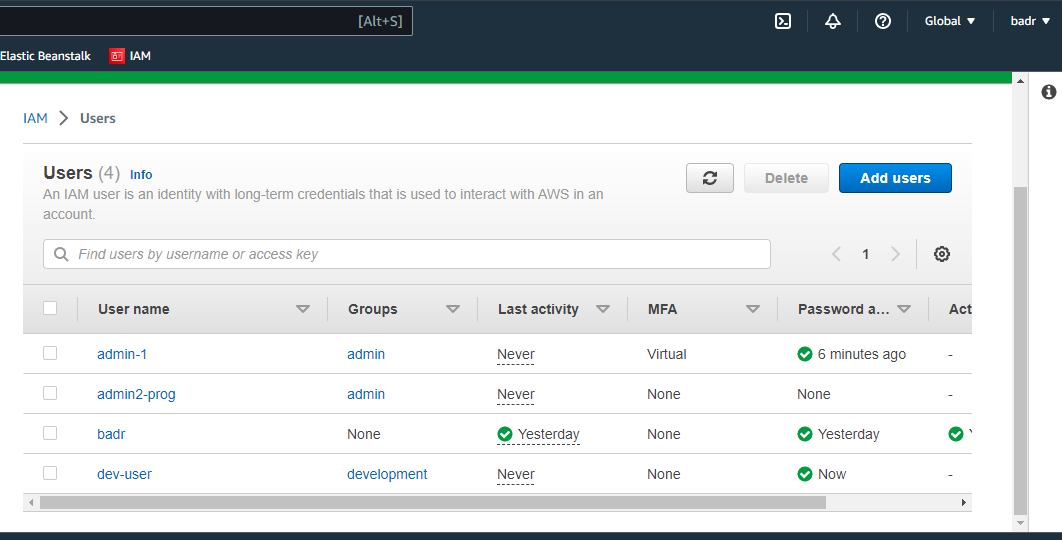 [Alt+S]
Global
badr
Elastic Beanstalk
IAM
IAM
Users
Users (4) Info
An IAM user is an identity with long-term credentials that is used to interact with AWS in an
account.
Delete
Add users
Find users by username or access key
1
User name Groups Last activity MFA Password a... Act
admin-1 admin Never Virtual 6 minutes ago -
admin2-prog admin Never None None -
badr None Yesterday None Yesterday
dev-user development Never None Now -